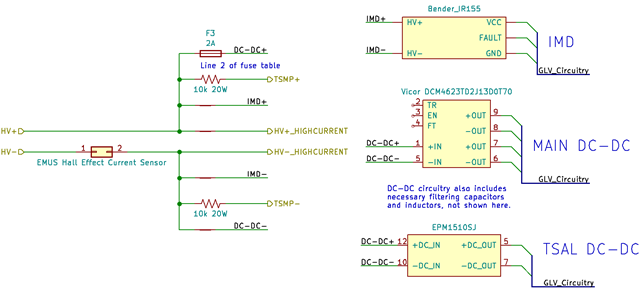 F3
2A
DC-DC+
Line 2 of fuse table
TSMP+
10k 20W
IMD+
HV+
HV+_HIGHCURRENT
HV-
1
2
HV-_HIGHCURRENT
EMUS Hall Effect Current Sensor
IMD-
TSMP-
10k 20W
DC-DC-
Bender_IR155
IMD+
HV+
VCC
FAULT
IMD-
HV-
GND
IMD
GLV_Circuitry
Vicor DCM4623TD2J13D0T70
2
TR
3
EN
+OUT
9
4
FT
-OUT
8
DC-DC+
1
+IN
+OUT
7
DC-DC-
5
-IN
-OUT
6
MAIN DC-DC
GLV_Circuitry
DC-DC circuitry also includes
necessary filtering capacitors
and inductors, not shown here.
EPM1510SJ
DC-DC+
12
+DC_IN
+DC_OUT
5
DC-DC-
10
-DC_IN
-DC_OUT
7
TSAL DC-DC
GLV_Circuitry